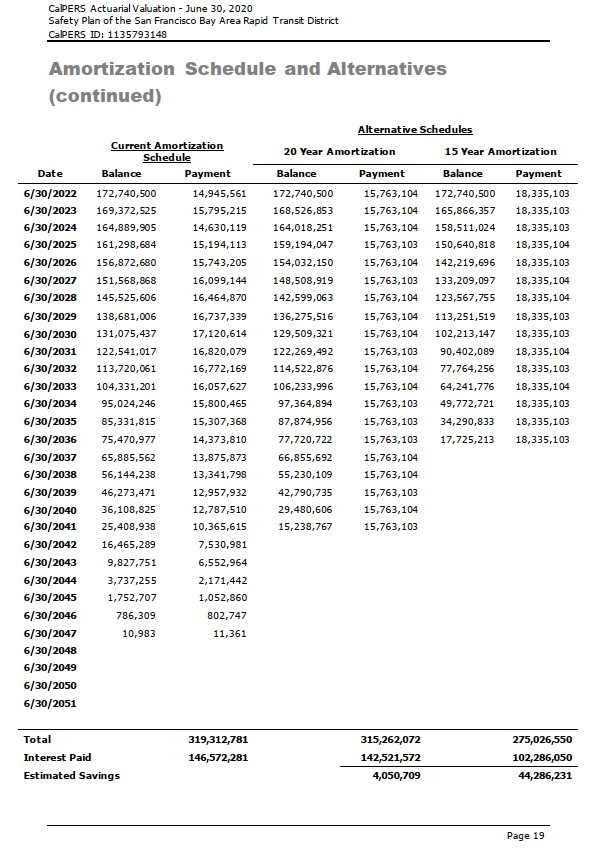 CalPERS Actuarial Valuation - June 30, 2020
Safety Plan of the San Francisco Bay Area Rapid Transit District
CalPERS ID: 1135793148
Amortization Schedule and Alternatives
(continued)
Alternative Schedules
Current Amortization
Schedule
20 Year Amortization 15 Year Amortization
Date Balance Payment Balance Payment Balance Payment
6/30/2022 172,740,500 14,945,561 172,740,500 15,763,104 172,740,500 18,335,103
6/30/2023 169,372,525 15,795,215 168,526,853 15,763,104 165,866,357 18,335,103
6/30/2024 164,889,905 14,630,119 164,018,251 15,763,104 158,511,024 18,335,103
6/30/2025 161,298,684 15,194,113 159,194,047 15,763,103 150,640,818 18,335,104
6/30/2026 156,872,680 15,743,205 154,032,150 15,763,103 142,219,696 18,335,103
6/30/2027 151,568,868 16,099,144 148,508,919 15,763,103 133,209,097 18,335,104
6/30/2028 145,525,606 16,464,870 142,599,063 15,763,104 123,567,755 18,335,104
6/30/2029 138,681,006 16,737,339 136,275,516 15,763,104 113,251,519 18,335,103
6/30/2030 131,075,437 17,120,614 129,509,321 15,763,104 102,213,147 18,335,103
6/30/2031 122,541,017 16,820,079 122,269,492 15,763,103 90,402,089 18,335,104
6/30/2032 113,720,061 16,772,169 114,522,876 15,763,104 77,764,256 18,335,103
6/30/2033 104,331,201 16,057,627 106,233,996 15,763,104 64,241,776 18,335,104
6/30/2034 95,024,246 15,800,465 97,364,894 15,763,103 49,772,721 18,335,103
6/30/2035 85,331,815 15,307,368 87,874,956 15,763,103 34,290,833 18,335,103
6/30/2036 75,470,977 14,373,810 77,720,722 15,763,103 17,725,213 18,335,103
6/30/2037 65,885,562 13,875,873 66,855,692 15,763,104
6/30/2038 56,144,238 13,341,798 55,230,109 15,763,104
6/30/2039 46,273,471 12,957,932 42,790,735 15,763,103
6/30/2040 36,108,825 12,787,510 29,480,606 15,763,104
6/30/2041 25,408,938 10,365,615 15,238,767 15,763,103
6/30/2042 16,465,289 7,530,981
6/30/2043 9,827,751 6,552,964
6/30/2044 3,737,255 2,171,442
6/30/2045 1,752,707 1,052,860
6/30/2046 786,309 802,747
6/30/2047 10,983 11,361
6/30/2048
6/30/2049
6/30/2050
6/30/2051
Total 319,312,781 315,262,072 275,026,550
Interest Paid 146,572,281 142,521,572 102,286,050
Estimated Savings 4,050,709 44,286,231
Page 19